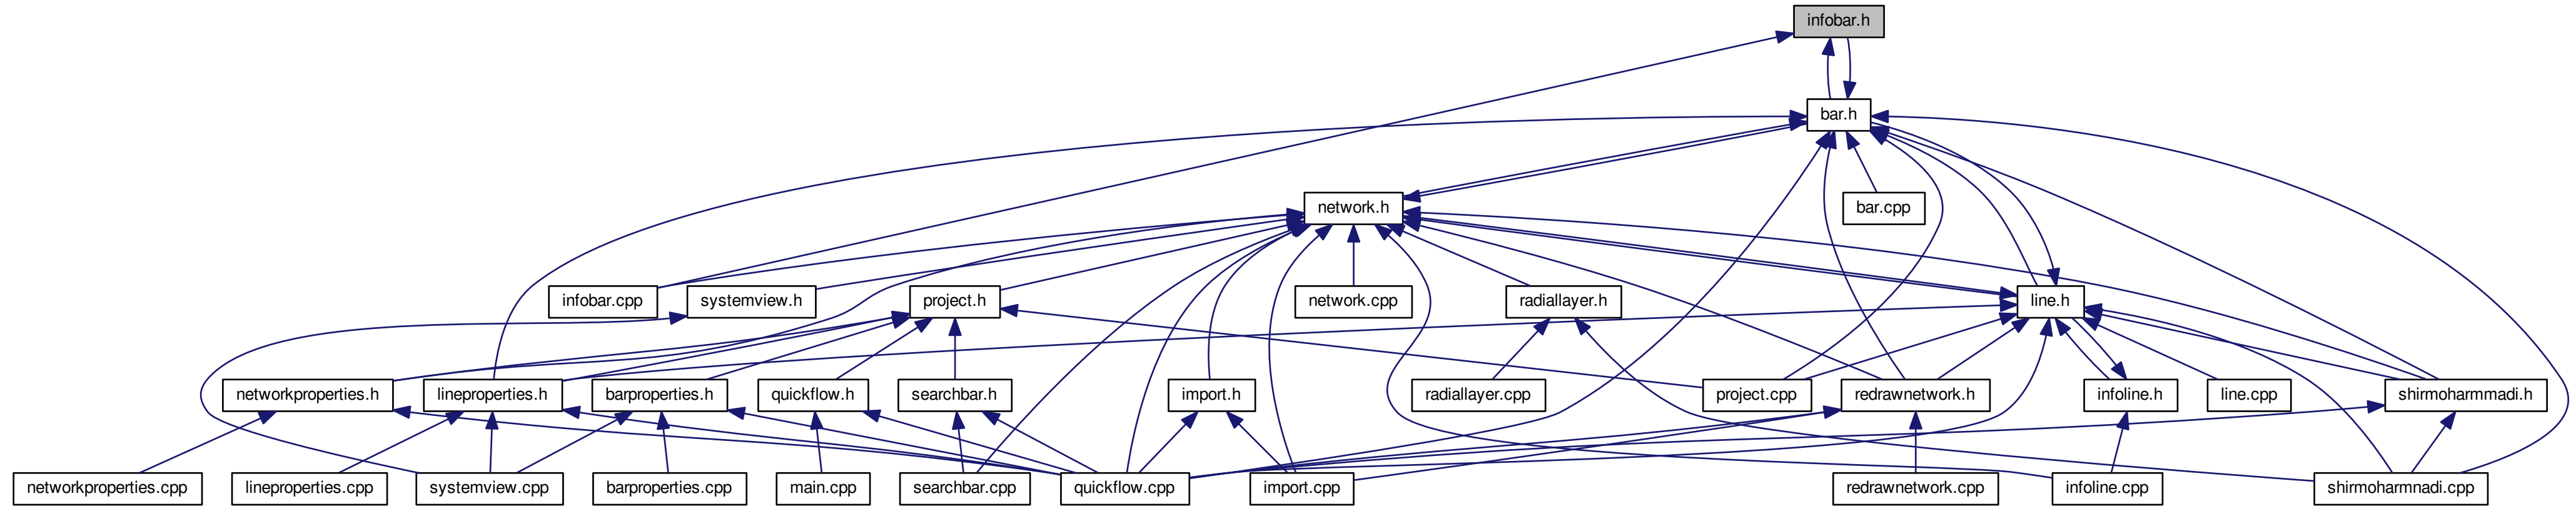 infobar.h
bar.h
network.h
bar.cpp
infobar.cpp
systemview.h
project.h
network.cpp
radiallayer.h
line.h
networkproperties.h
lineproperties.h
barproperties.h
quickflow.h
searchbar.h
import.h
radiallayer.cpp
project.cpp
redrawnetwork.h
infoline.h
line.cpp
shirmoharmmadi.h
networkproperties.cpp
lineproperties.cpp
systemview.cpp
barproperties.cpp
main.cpp
searchbar.cpp
quickflow.cpp
import.cpp
redrawnetwork.cpp
infoline.cpp
shirmoharmnadi.cpp